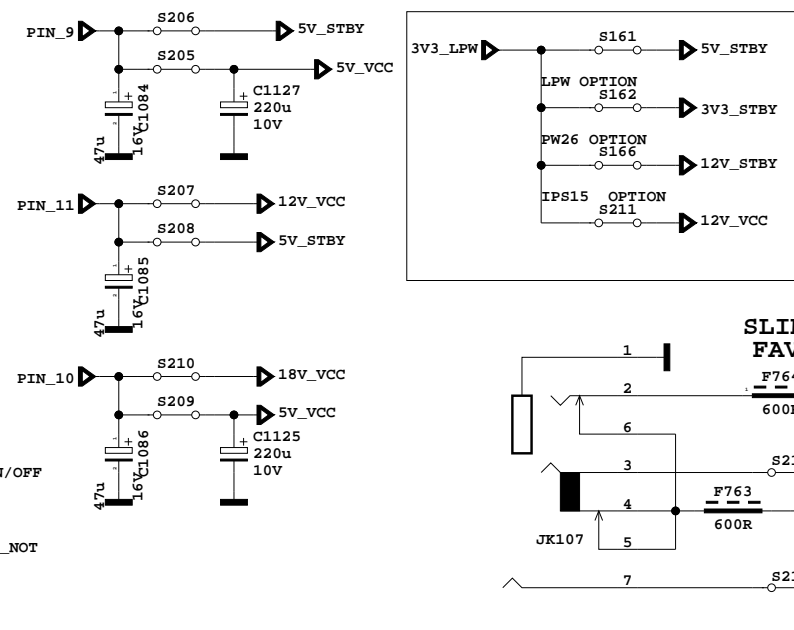 S206
PIN_9
5V_STBY
S205
5V_VCC
C1084
47u
16V
C1127
220u
10V
S207
PIN_11
12V_VCC
S208
5V_STBY
C1085
47u
16V
S210
PIN_10
18V_VCC
S209
5V_VCC
C1086
47u
16V
C1125
220u
10V
N/OFF
_NOT
S161
3V3_LPW
5V_STBY
LPW OPTION
S162
3V3_STBY
PW26 OPTION
S166
12V_STBY
IPS15 OPTION
S211
12V_VCC
1
2
6
3
4
5
7
JK107
F763
600R